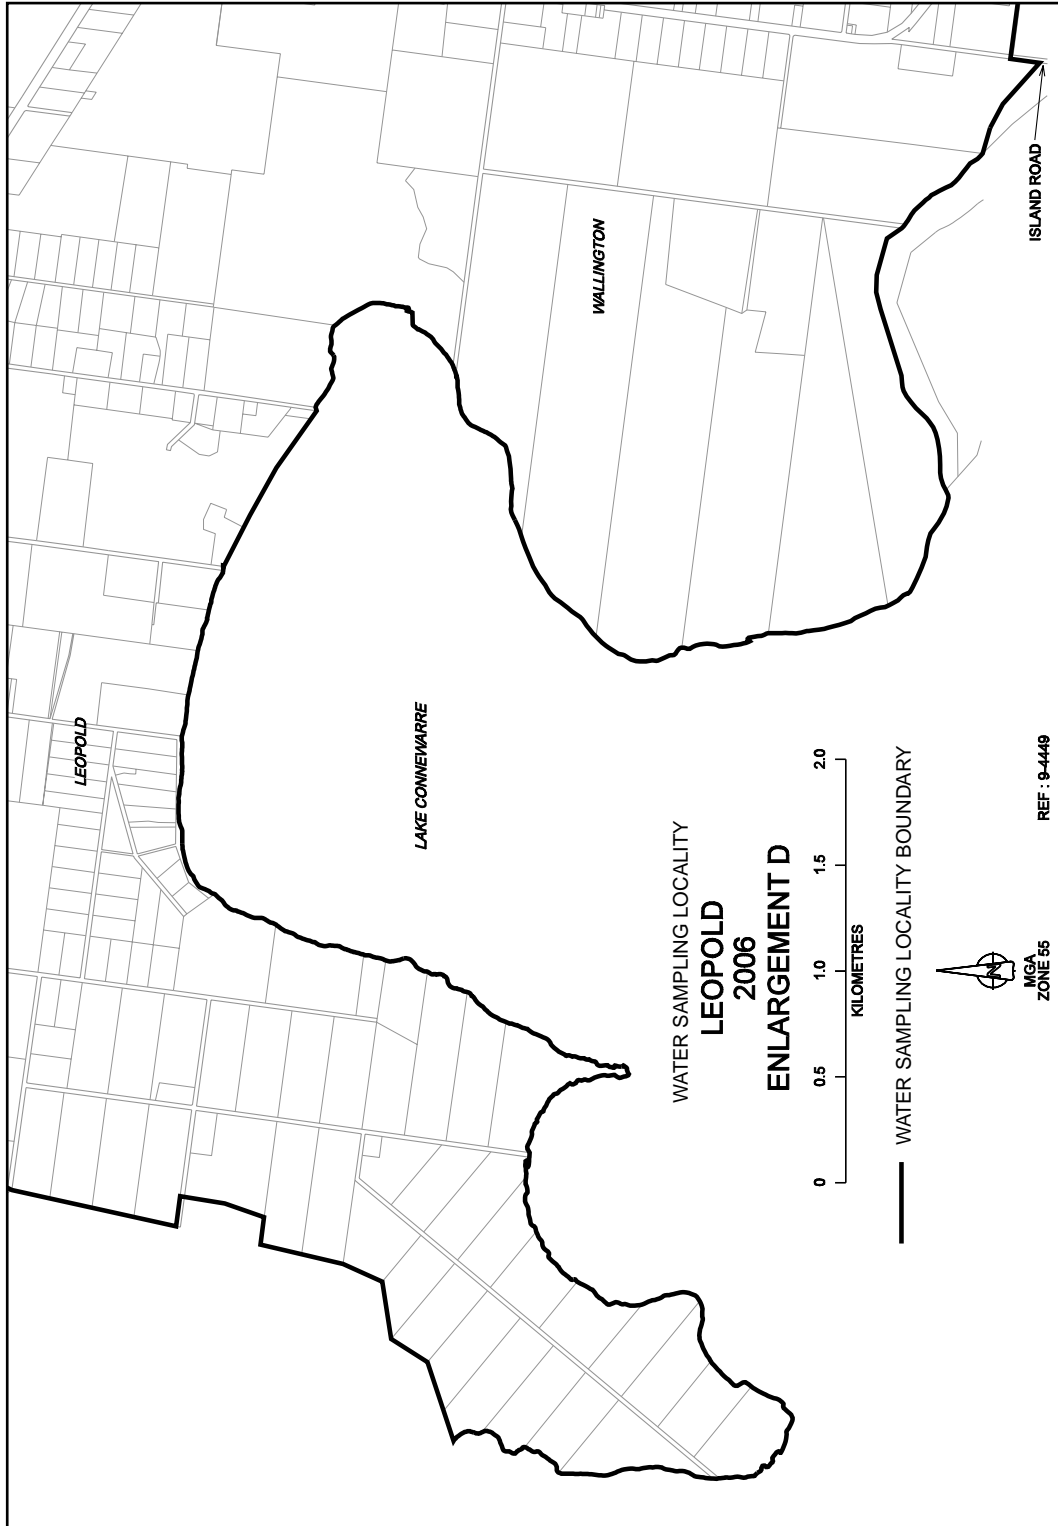 ISLAND ROAD
WALLINGTON
LEOPOLD
LAKE CONNEWARRE
WATER SAMPLING LOCALITY
LEOPOLD
2006
ENLARGEMENT D
0 0.5 1.0 1.5 2.0
KILOMETRES
WATER SAMPLING LOCALITY BOUNDARY
N
MGA
ZONE 55
REF : 9-4449